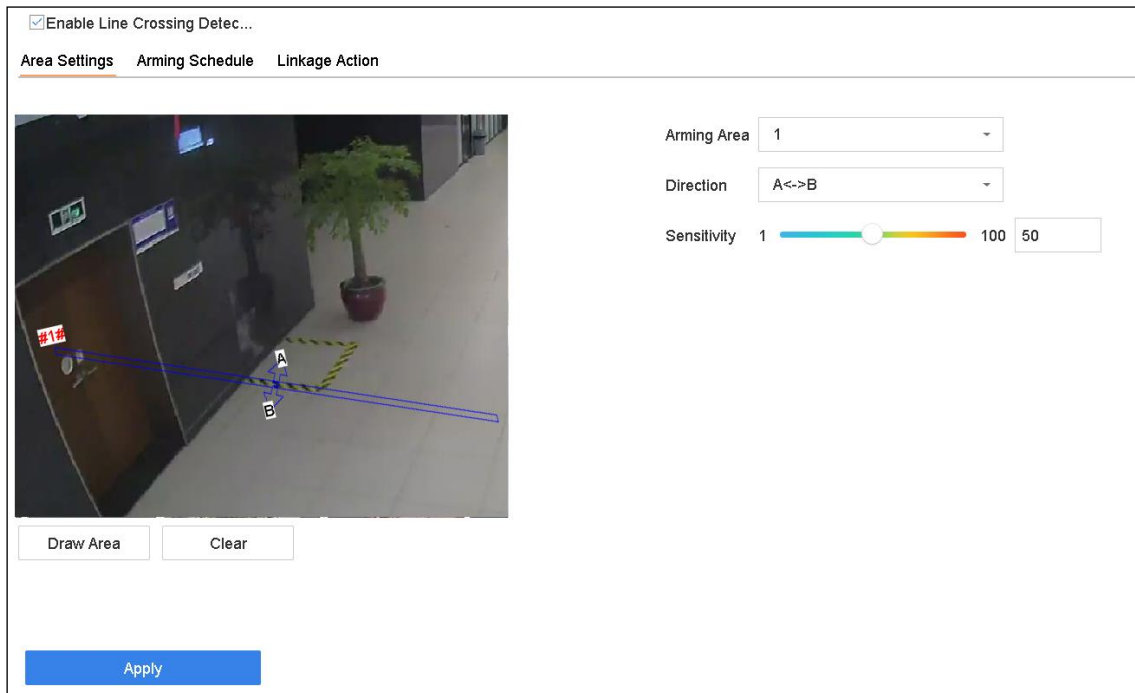 Enable Line Crossing Detec...
Area Settings Arming Schedule Linkage Action
Arming Area 1
Direction A<->B
Sensitivity 1 100 50
#1#
A
B
Draw Area Clear
Apply